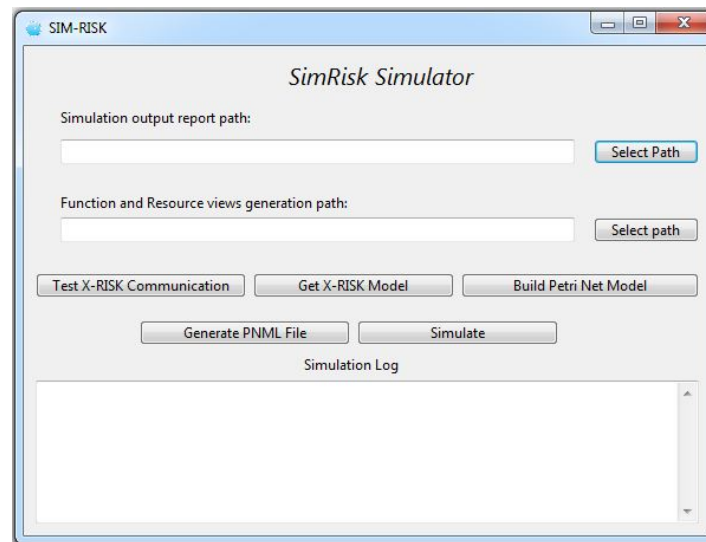 SIM-RISK
SimRisk Simulator
Simulation output report path:
Select Path
Function and Resource views generation path:
Select path
Test X-RISK Communication Get X-RISK Model Build Petri Net Model
Generate PNML File Simulate
Simulation Log